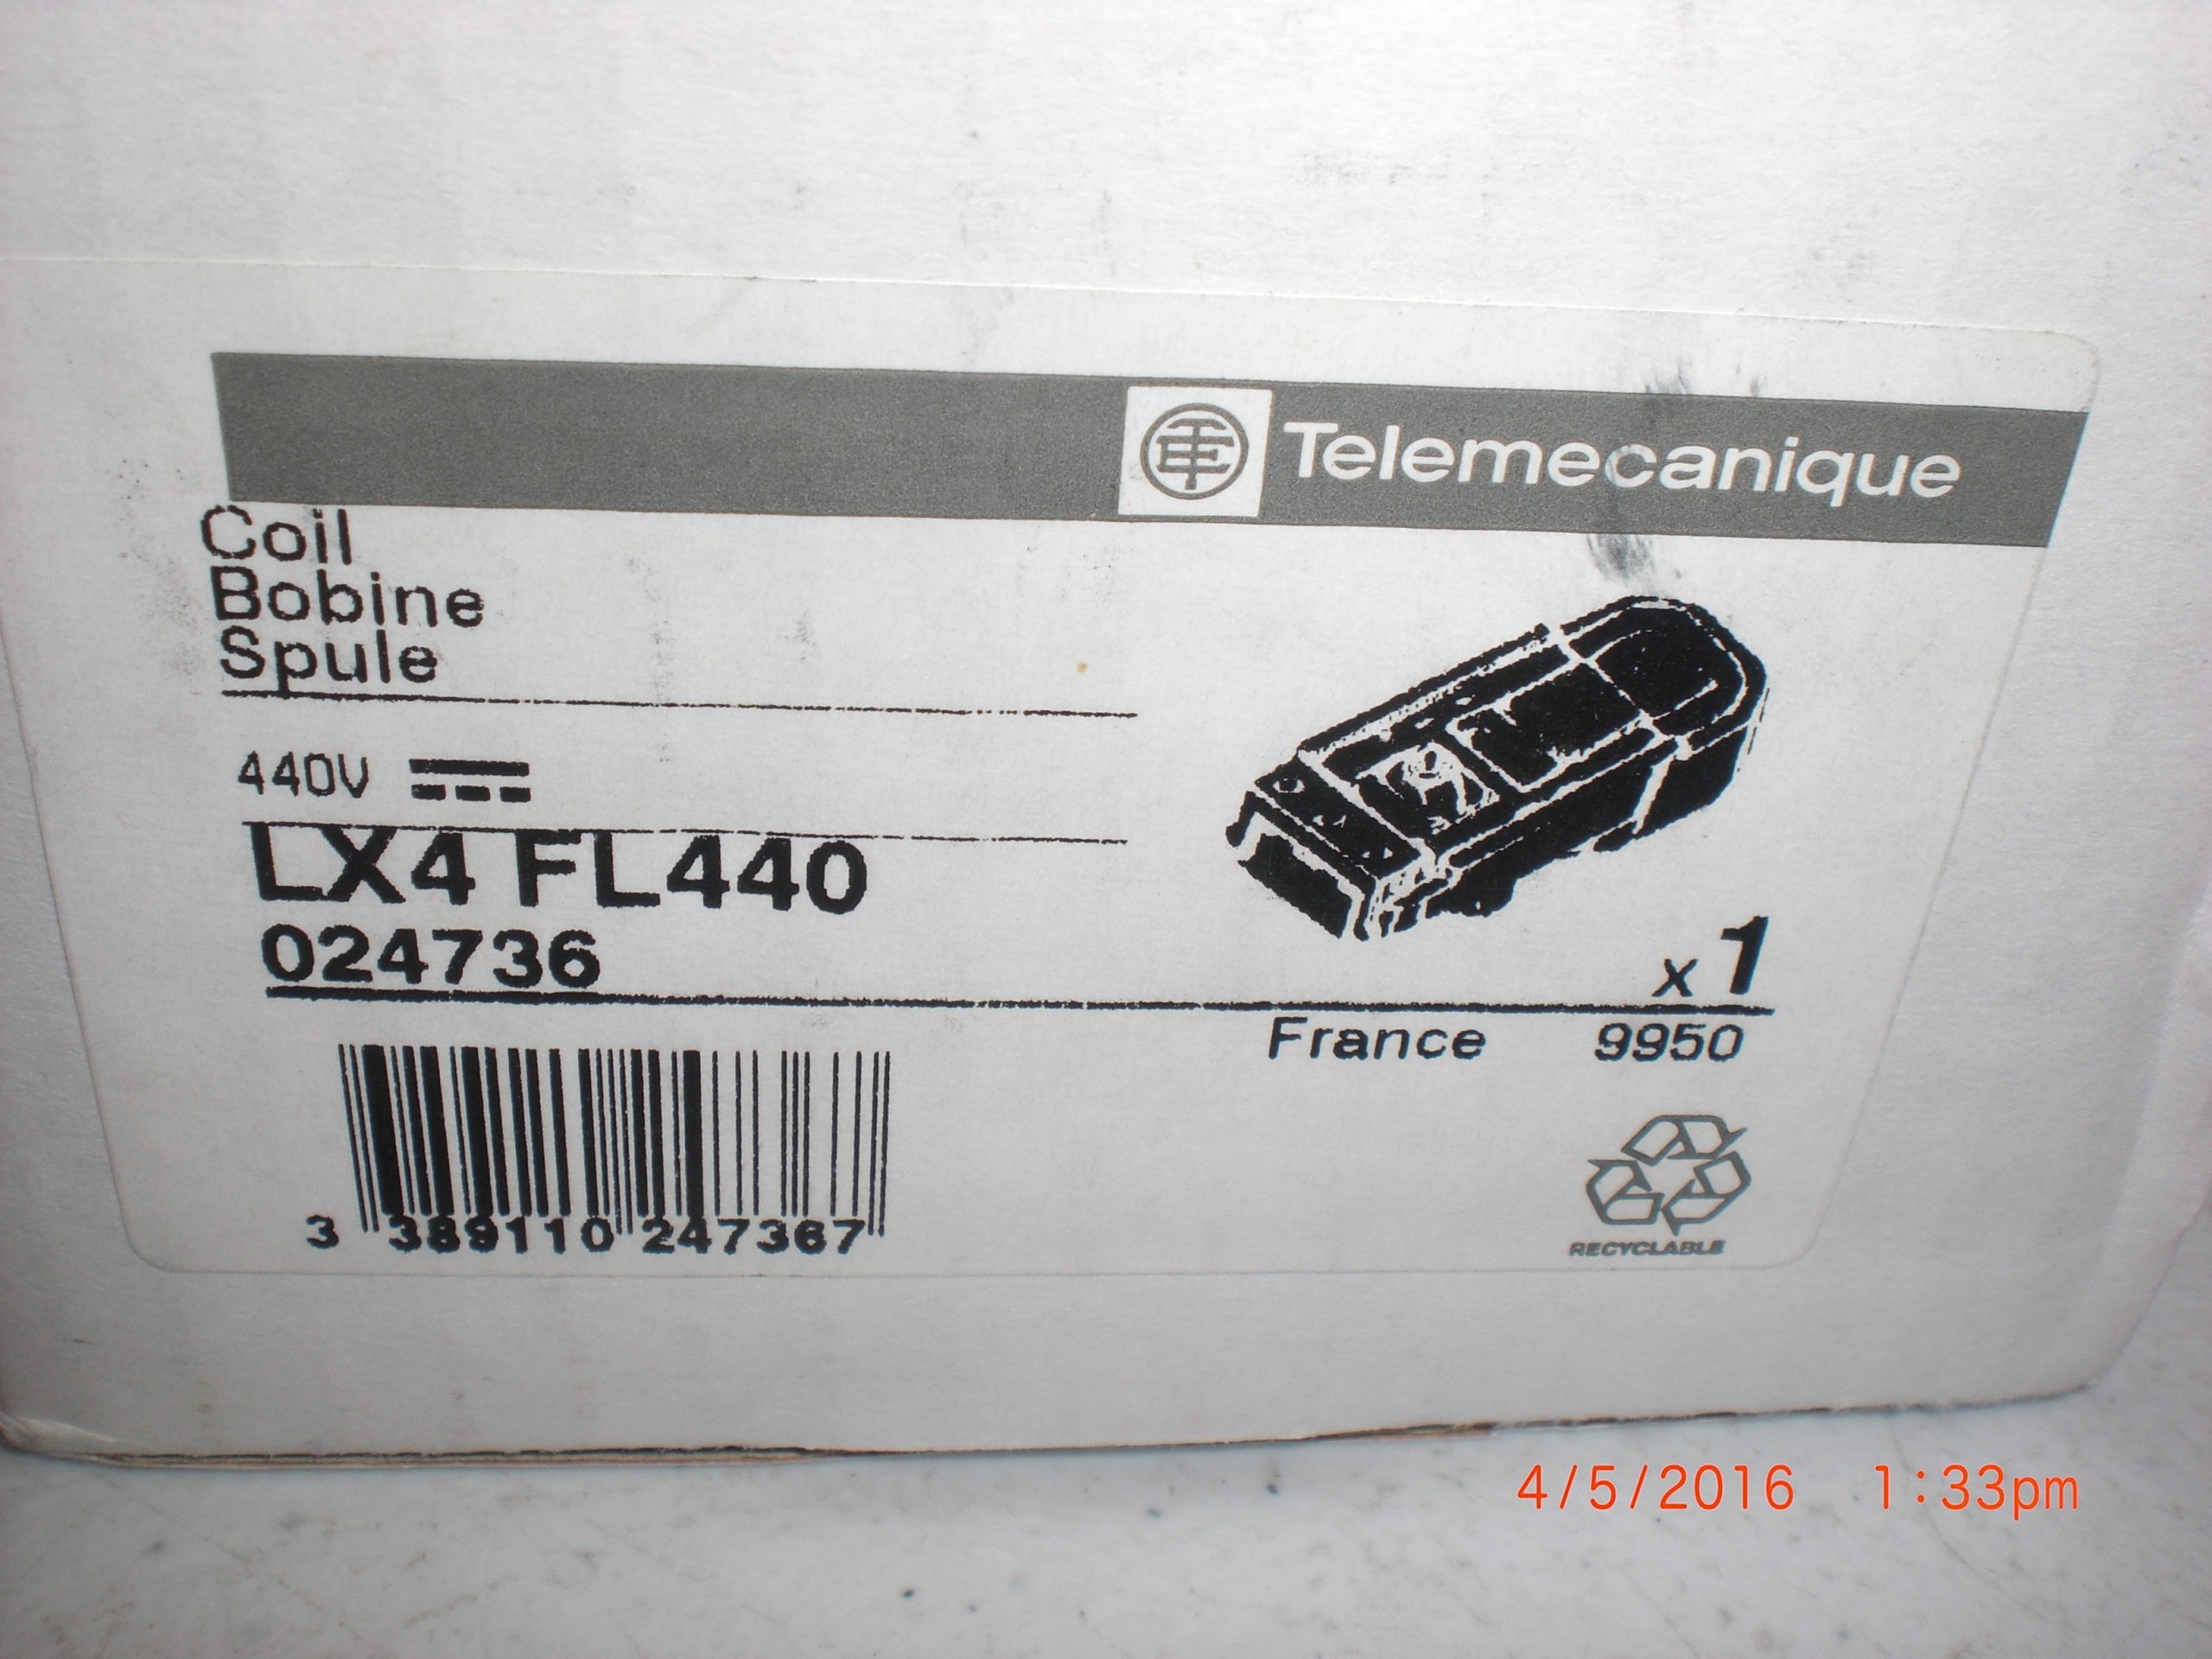 Telemecanique
Coil
Bobine
Spule
440V
LX4 FL440
024736
x 1
France 9950
3 389110 247367
RECYCLABLE
4/5/2016 1:33pm